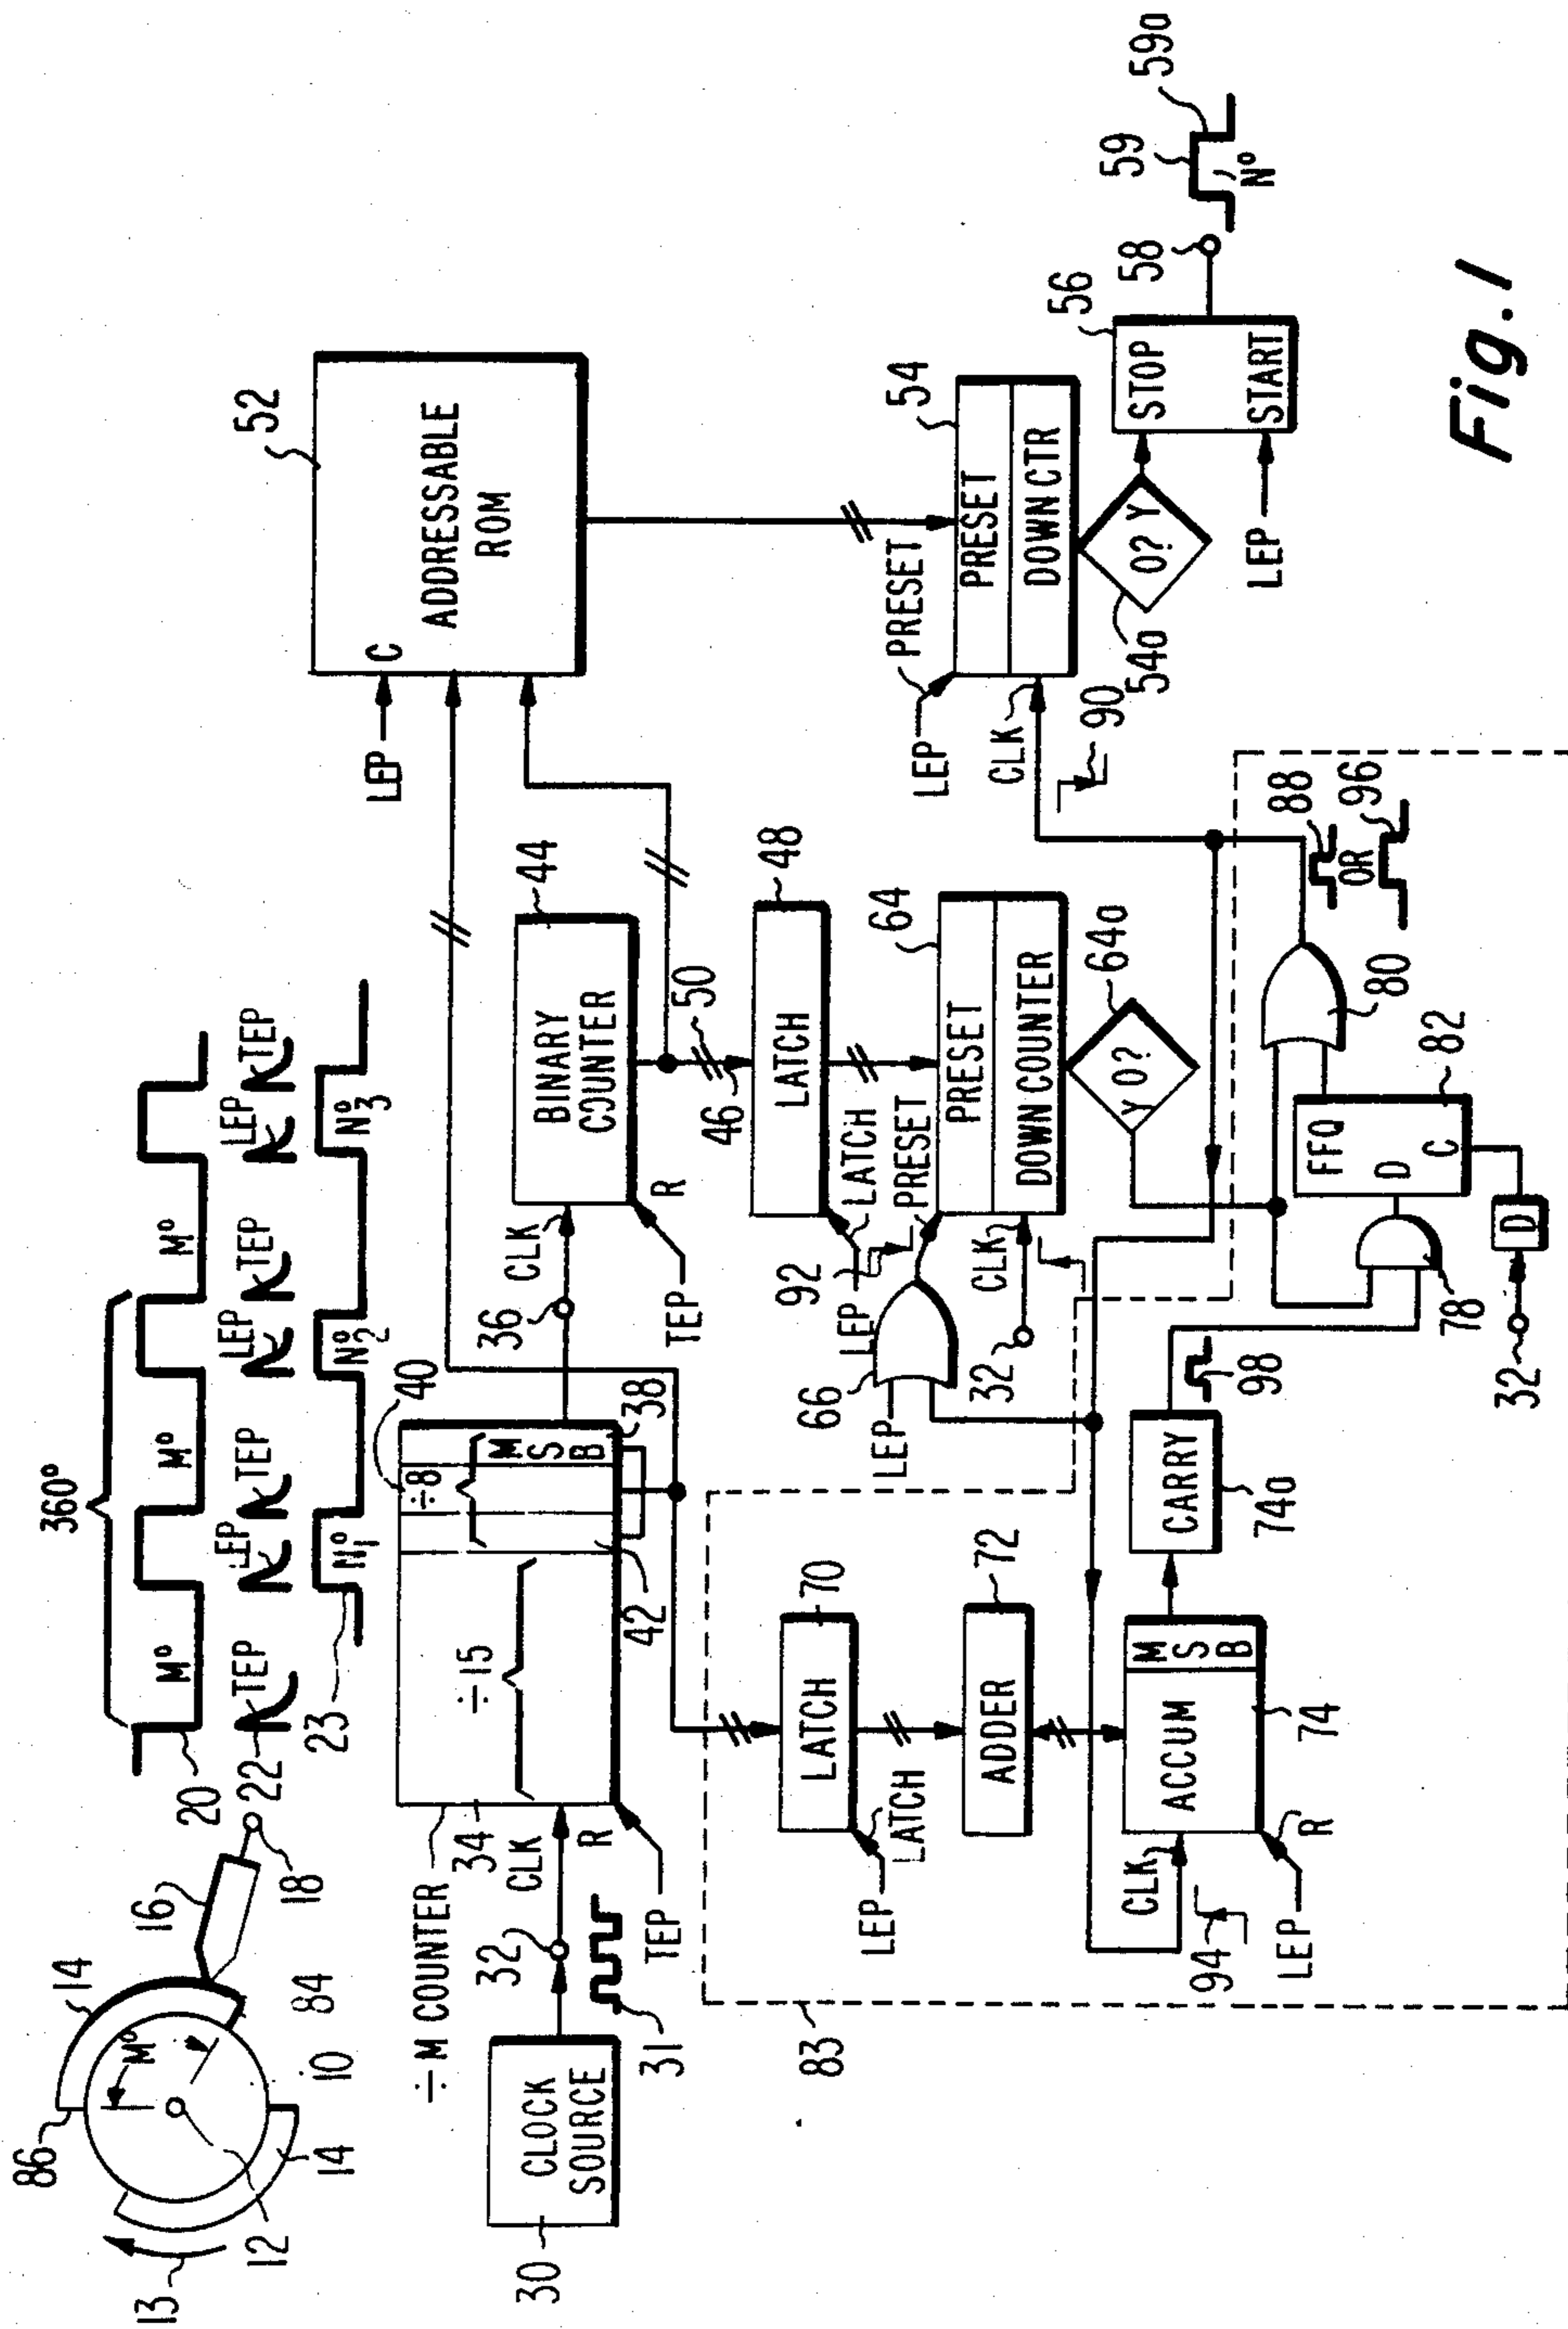 360°
M°
M°
M°
20
22
TEP
LEP
TEP
LEP
TEP
LEP
TEP
23
N°1
N°2
N°3
86
M°
14
16
18
84
10
14
12
13
÷M COUNTER
34
÷15
÷8
40
M
S
B
38
42
CLOCK
SOURCE
30
32
31
CLK
R
TEP
36
CLK
BINARY
COUNTER
44
R
TEP
46
50
LATCH
48
LATCH
LEP
LEP
C
ADDRESSABLE
ROM
52
PRESET
LEP
PRESET
DOWN CTR
54
CLK
90
0? Y
54a
STOP
START
56
LEP
58
59
59a
N°
LEP
66
92
PRESET
PRESET
DOWN COUNTER
64
CLK
32
Y 0?
64a
83
LATCH
70
LATCH
LEP
ADDER
72
ACCUM
M
S
B
74
CLK
94
R
LEP
CARRY
74a
98
78
FFQ
D
C
82
D
32
80
88
OR
96
Fig. 1